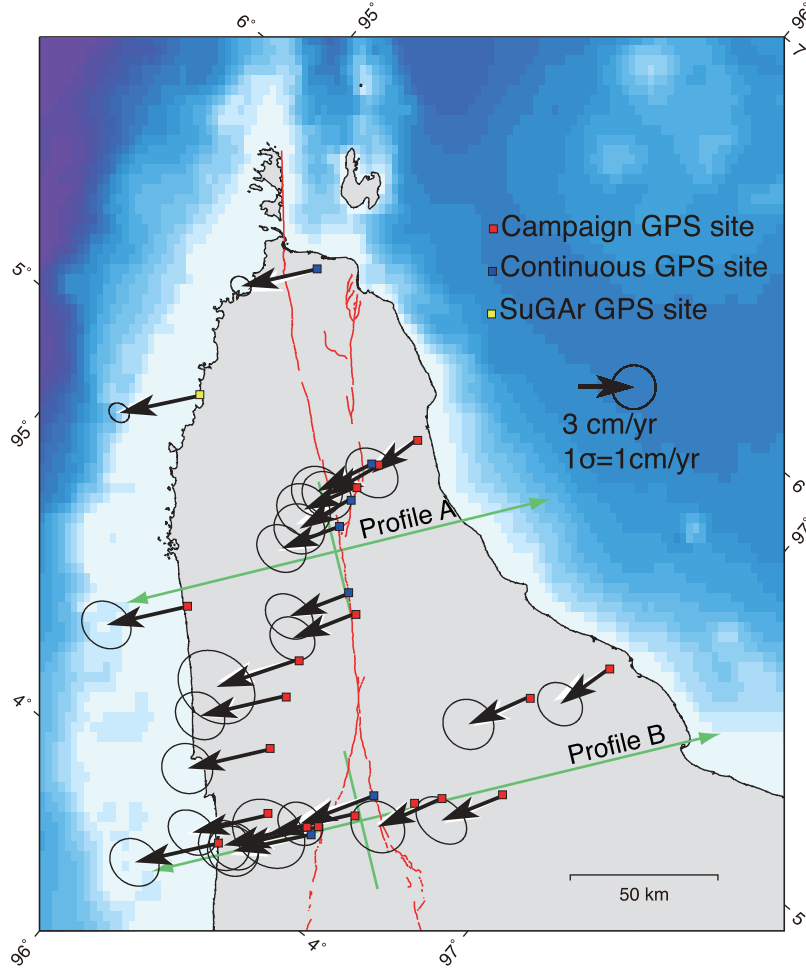 6°
95°
96°
7
Campaign GPS site
Continuous GPS site
5°
SuGAr GPS site
3 cm/yr
1σ=1cm/yr
95°
6°
Profile A
97°
4°
Profile B
50 km
96°
4°
97°
5